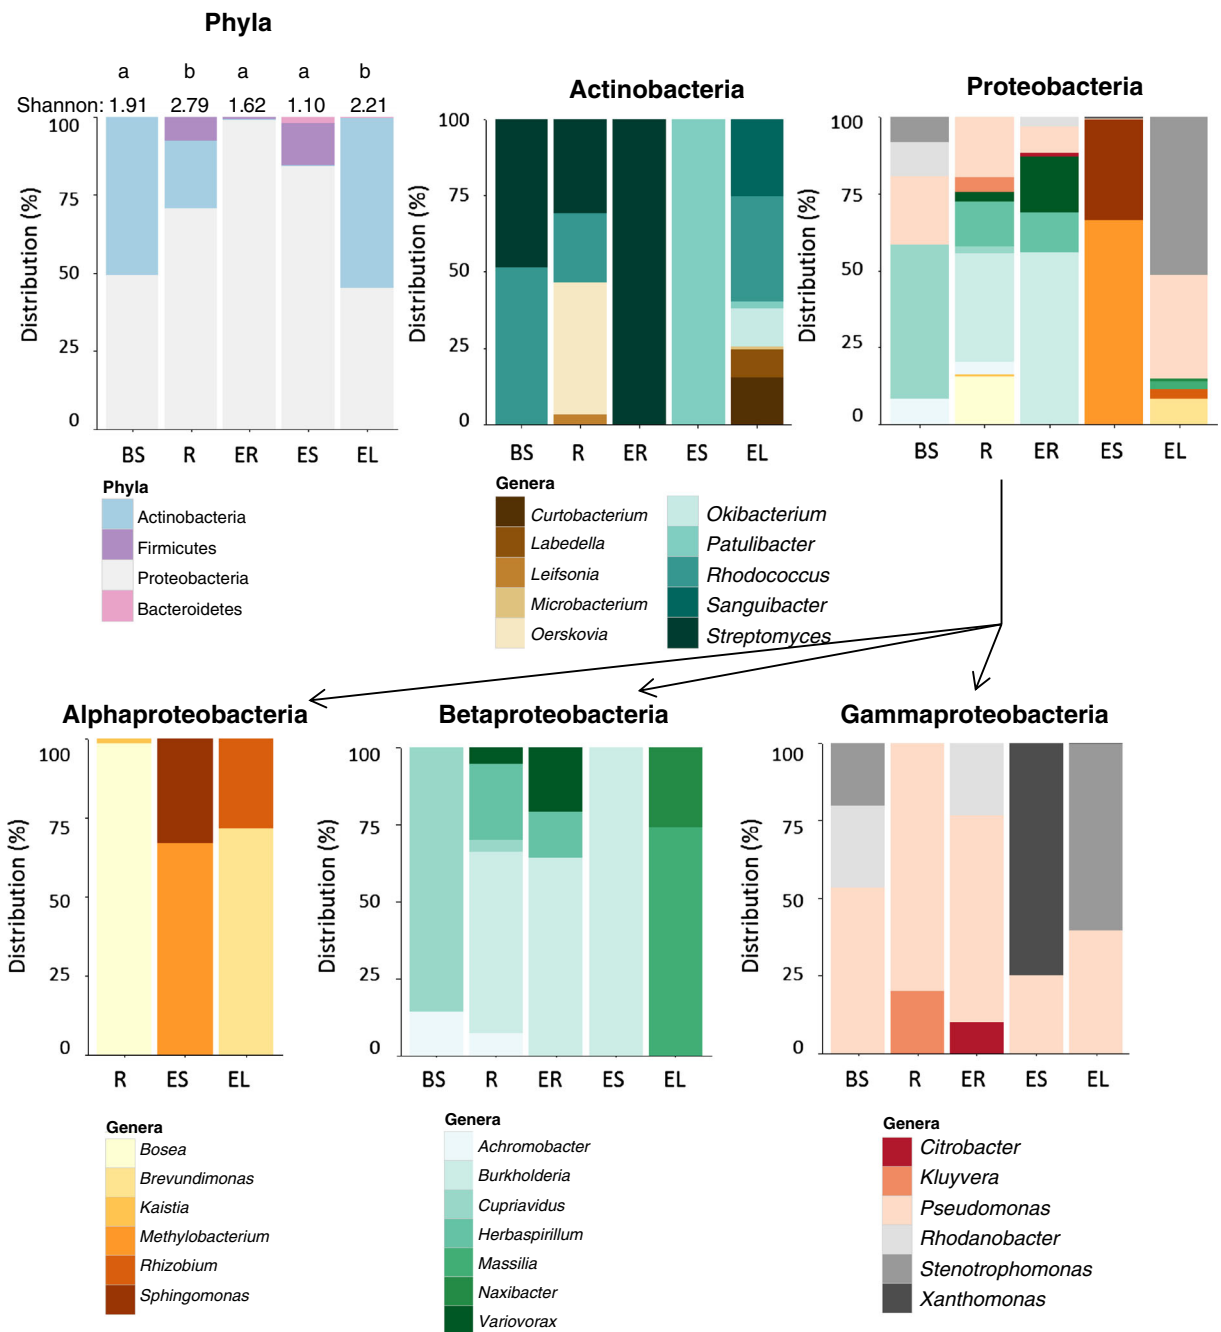 Phyla
a b a a b
Shannon: 1.91 2.79 1.62 1.10 2.21
Distribution (%)
100
75
50
25
0
BS R ER ES EL
Phyla
Actinobacteria
Firmicutes
Proteobacteria
Bacteroidetes
Actinobacteria
Distribution (%)
100
75
50
25
0
BS R ER ES EL
Genera
Curtobacterium
Labedella
Leifsonia
Microbacterium
Oerskovia
Okibacterium
Patulibacter
Rhodococcus
Sanguibacter
Streptomyces
Proteobacteria
Distribution (%)
100
75
50
25
0
BS R ER ES EL
Alphaproteobacteria
Distribution (%)
100
75
50
25
0
R ES EL
Genera
Bosea
Brevundimonas
Kaistia
Methylobacterium
Rhizobium
Sphingomonas
Betaproteobacteria
Distribution (%)
100
75
50
25
0
BS R ER ES EL
Genera
Achromobacter
Burkholderia
Cupriavidus
Herbaspirillum
Massilia
Naxibacter
Variovorax
Gammaproteobacteria
Distribution (%)
100
75
50
25
0
BS R ER ES EL
Genera
Citrobacter
Kluyvera
Pseudomonas
Rhodanobacter
Stenotrophomonas
Xanthomonas